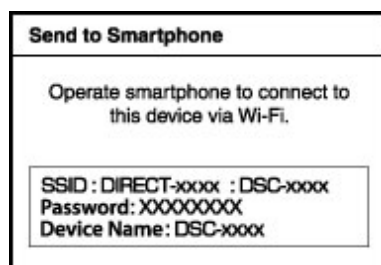 Send to Smartphone
Operate smartphone to connect to
this device via Wi-Fi.
SSID : DIRECT-xxxx : DSC-xxxx
Password: XXXXXXXX
Device Name: DSC-xxxx